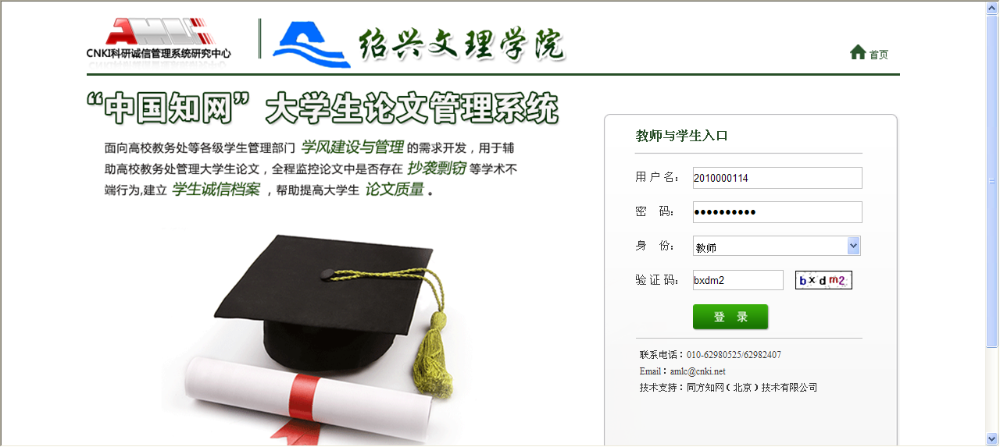 AMLC
CNKI科研诚信管理系统研究中心
绍兴文理学院
首页
“中国知网”大学生论文管理系统
面向高校教务处等各级学生管理部门 学风建设与管理 的需求开发，用于辅
助高校教务处管理大学生论文，全程监控论文中是否存在 抄袭剽窃 等学术不
端行为,建立 学生诚信档案 ，帮助提高大学生 论文质量 。
教师与学生入口
用 户 名： 2010000114
密 码： ●●●●●●●●●●
身 份： 教师
验 证 码： bxdm2 bxdm2
登 录
联系电话：010-62980525/62982407
Email：amlc@cnki.net
技术支持：同方知网（北京）技术有限公司